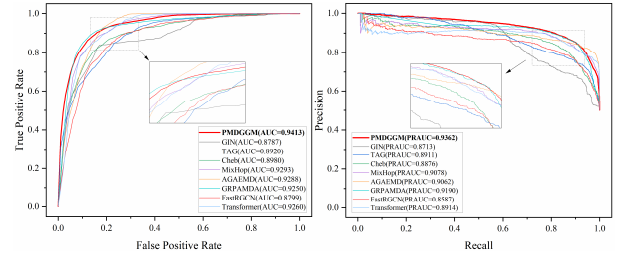 True Positive Rate
1.0
0.8
0.6
0.4
0.2
0.0
0.0 0.2 0.4 0.6 0.8 1.0
False Positive Rate
PMDGGM(AUC=0.9413)
GIN(AUC=0.8787)
TAG(AUC=0.8920)
Cheb(AUC=0.8980)
MixHop(AUC=0.9293)
AGAEMD(AUC=0.9288)
GRPAMDA(AUC=0.9250)
FastRGCN(AUC=0.8799)
Transformer(AUC=0.9260)
Precision
1.0
0.8
0.6
0.4
0.2
0.0
0.0 0.2 0.4 0.6 0.8 1.0
Recall
PMDGGM(PRAUC=0.9362)
GIN(PRAUC=0.8713)
TAG(PRAUC=0.8911)
Cheb(PRAUC=0.8876)
MixHop(PRAUC=0.9078)
AGAEMD(PRAUC=0.9062)
GRPAMDA(PRAUC=0.9190)
FastRGCN(PRAUC=0.8587)
Transformer(PRAUC=0.8914)